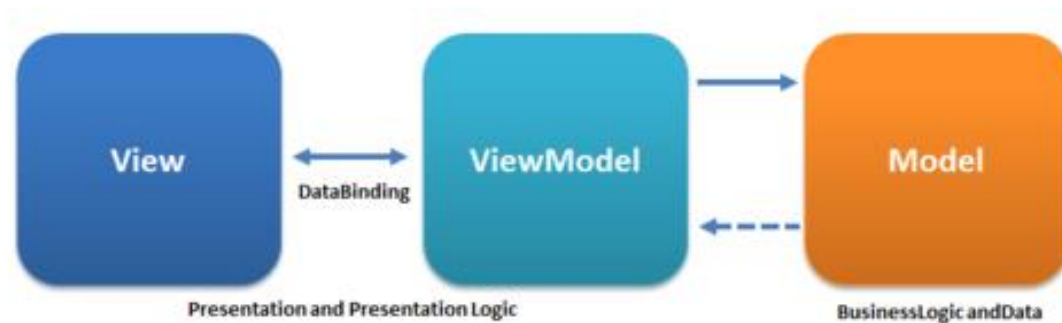 View
ViewModel
Model
DataBinding
Presentation and Presentation Logic
BusinessLogic andData